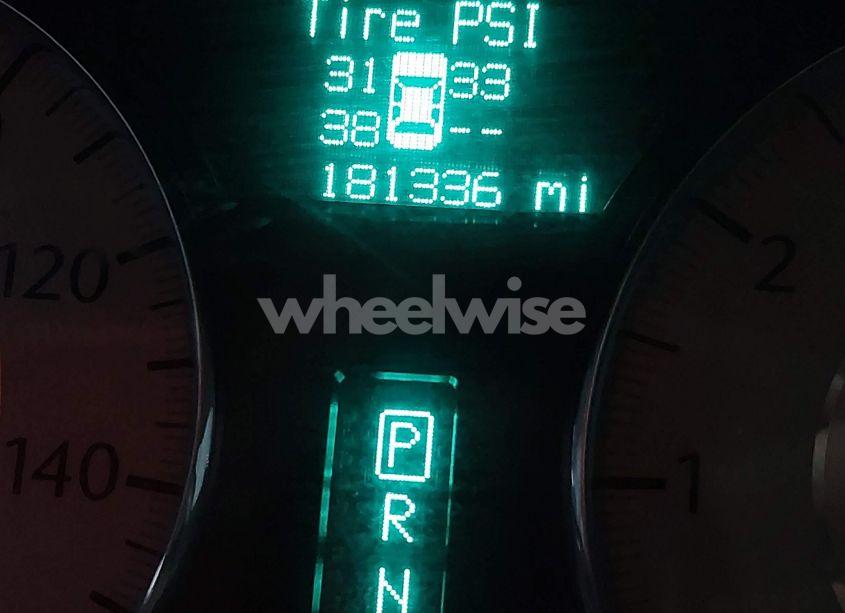 Tire PSI
31 33
38 --
181336 mi
120
2
wheelwise
140
1
P
R
N